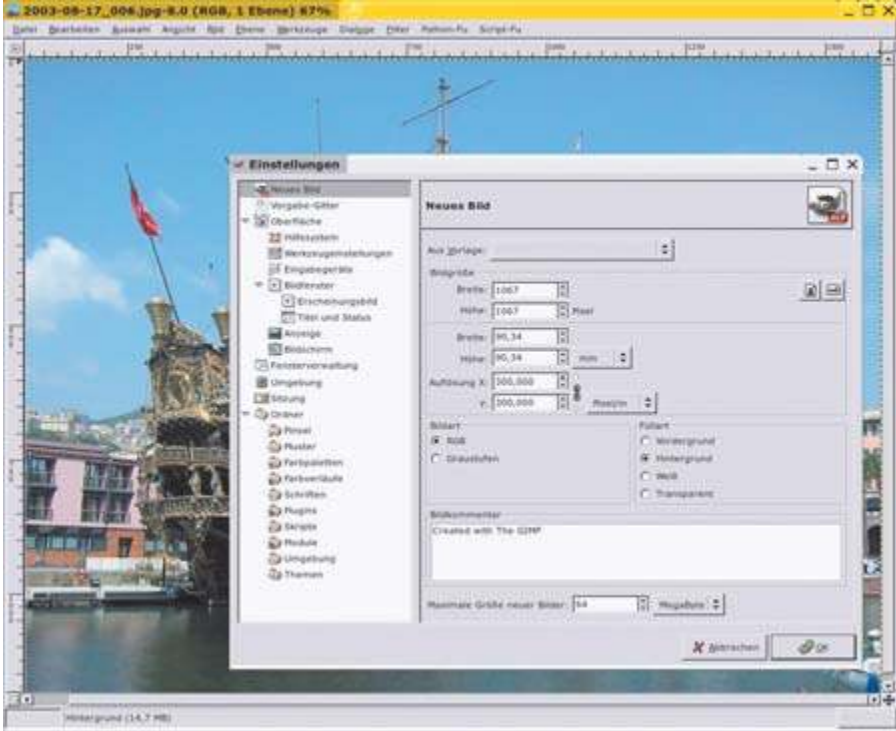 2003-08-17_006.jpg-8.0 (RGB, 1 Ebene) 67%
Datei Bearbeiten Auswahl Ansicht Bild Ebene Werkzeuge Dialoge Filter Python-Fu Script-Fu
Einstellungen
Neues Bild
Vorgabe-Gitter
Oberfläche
Hilfesystem
Werkzeugeinstellungen
Eingabegeräte
Bildfenster
Erscheinungsbild
Titel und Status
Anzeige
Bildschirm
Fensterverwaltung
Umgebung
Sitzung
Ordner
Pinsel
Muster
Farbpaletten
Farbverläufe
Schriften
Plugins
Skripte
Module
Umgebung
Themen
Neues Bild
Aus Vorlage:
Bildgröße
Breite: 1067
Höhe: 1067 Pixel
Breite: 90,34
Höhe: 90,34 mm
Auflösung X: 300,000
Y: 300,000 Pixel/in
Bildart
RGB
Graustufen
Füllart
Vordergrund
Hintergrund
Weiß
Transparent
Bildkommentar
Created with The GIMP
Maximale Größe neuer Bilder: 64 MegaByte
Abbrechen OK
Hintergrund (14,7 MB)